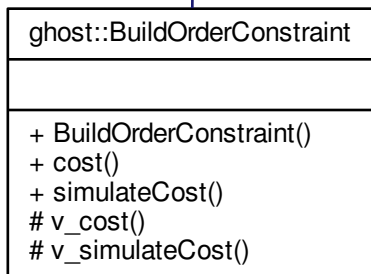 ghost::BuildOrderConstraint
+ BuildOrderConstraint()
+ cost()
+ simulateCost()
# v_cost()
# v_simulateCost()